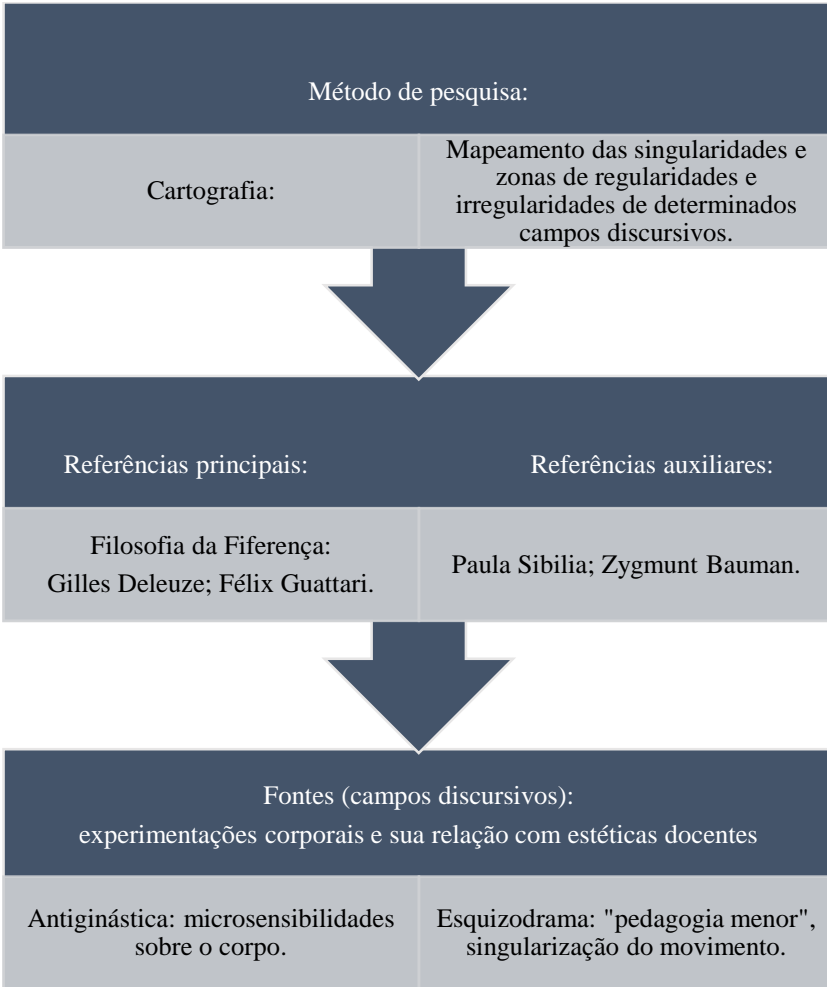 Método de pesquisa:
Cartografia:
Mapeamento das singularidades e
zonas de regularidades e
irregularidades de determinados
campos discursivos.
Referências principais:
Referências auxiliares:
Filosofia da Fiferença:
Gilles Deleuze; Félix Guattari.
Paula Sibilia; Zygmunt Bauman.
Fontes (campos discursivos):
experimentações corporais e sua relação com estéticas docentes
Antiginástica: microsensibilidades
sobre o corpo.
Esquizodrama: "pedagogia menor",
singularização do movimento.